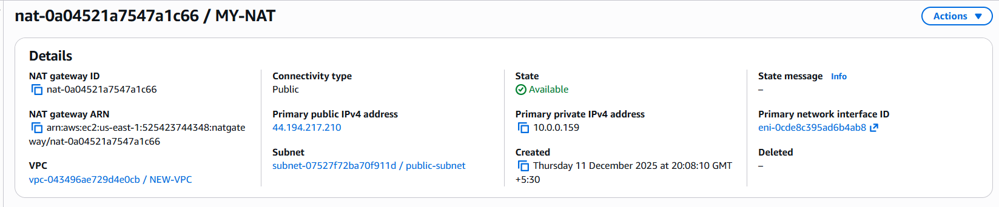 nat-0a04521a7547a1c66 / MY-NAT
Actions
Details
NAT gateway ID
nat-0a04521a7547a1c66
NAT gateway ARN
arn:aws:ec2:us-east-1:525423744348:natgate
way/nat-0a04521a7547a1c66
VPC
vpc-043496ae729d4e0cb / NEW-VPC
Connectivity type
Public
Primary public IPv4 address
44.194.217.210
Subnet
subnet-07527f72ba70f911d / public-subnet
State
Available
Primary private IPv4 address
10.0.0.159
Created
Thursday 11 December 2025 at 20:08:10 GMT
+5:30
State message Info
–
Primary network interface ID
eni-0cde8c395ad6b4ab8
Deleted
–